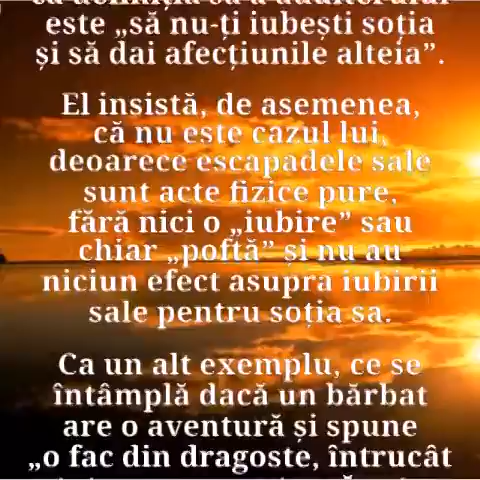 este „să nu-ți iubești soția
și să dai afecțiunile alteia”.
El insistă, de asemenea,
că nu este cazul lui,
deoarece escapadele sale
sunt acte fizice pure,
fără nici o „iubire” sau
chiar „poftă” și nu au
niciun efect asupra iubirii
sale pentru soția sa.
Ca un alt exemplu, ce se
întâmplă dacă un bărbat
are o aventură și spune
„o fac din dragoste, întrucât